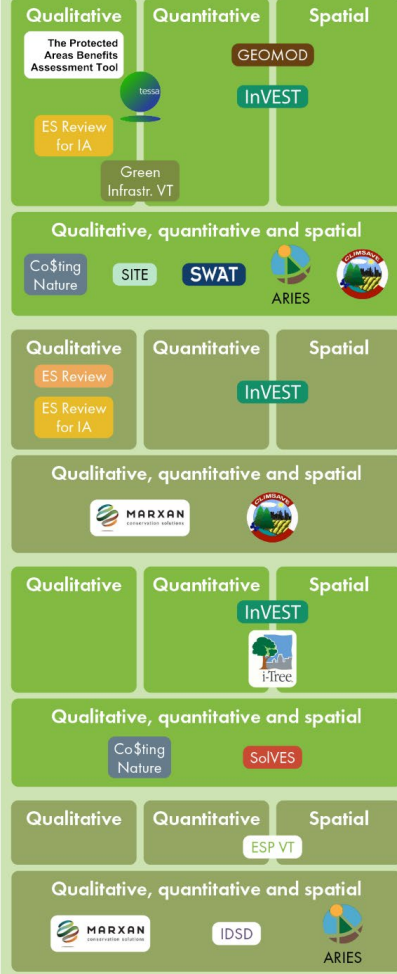 Qualitative
Quantitative
Spatial
The Protected
Areas Benefits
Assessment Tool
GEOMOD
tessa
InVEST
ES Review
for IA
Green
Infrastr. VT
Qualitative, quantitative and spatial
Co$ting
Nature
SITE
SWAT
ARIES
CLIMSAVE
Qualitative
Quantitative
Spatial
ES Review
InVEST
ES Review
for IA
Qualitative, quantitative and spatial
MARXAN
conservation solutions
CLIMSAVE
Qualitative
Quantitative
Spatial
InVEST
i-Tree
Qualitative, quantitative and spatial
Co$ting
Nature
SolVES
Qualitative
Quantitative
Spatial
ESP VT
Qualitative, quantitative and spatial
MARXAN
conservation solutions
IDSD
ARIES